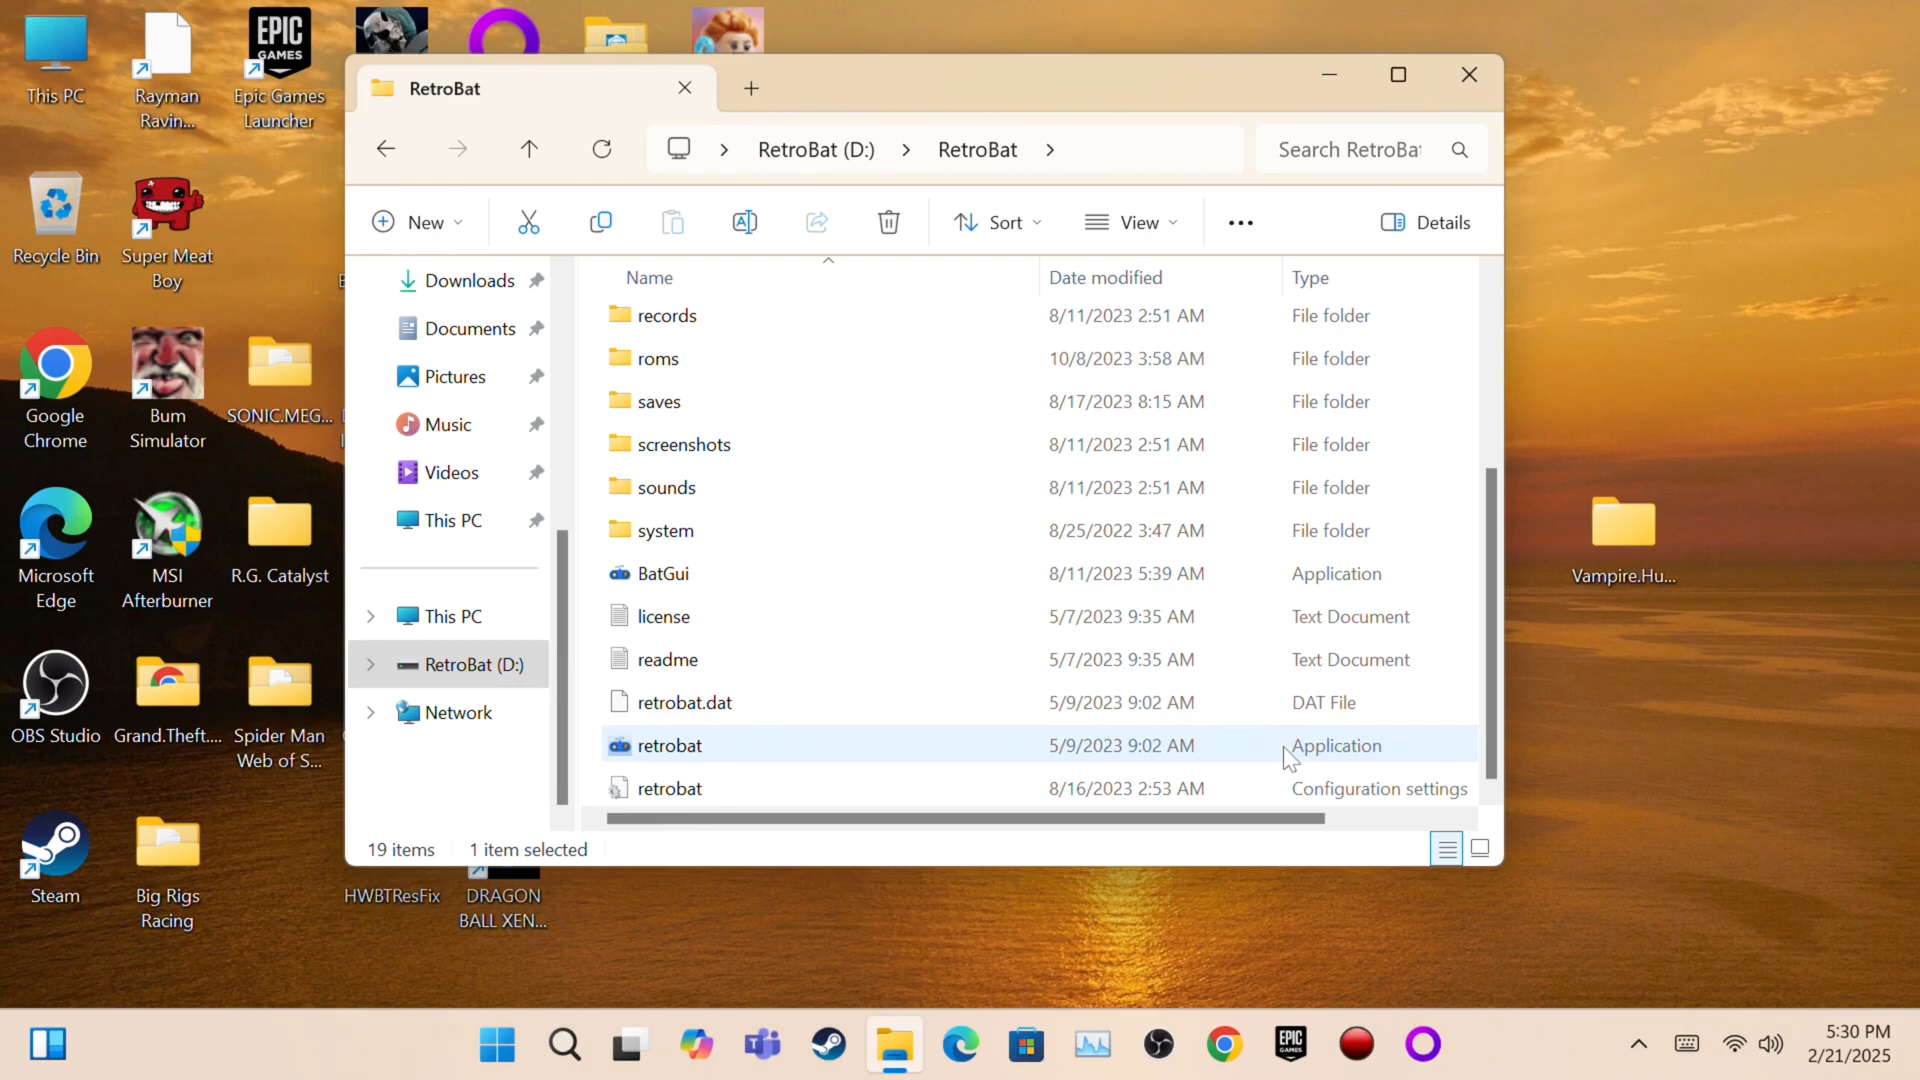 This PC
Rayman
Ravin...
EPIC
GAMES
Epic Games
Launcher
Recycle Bin
Super Meat
Boy
Google
Chrome
Bum
Simulator
SONIC.MEG...
Microsoft
Edge
MSI
Afterburner
R.G. Catalyst
OBS Studio
Grand.Theft....
Spider Man
Web of S...
Steam
Big Rigs
Racing
HWBTResFix
DRAGON
BALL XEN...
Vampire.Hu...
RetroBat
RetroBat (D:)
RetroBat
Search RetroBat
New
Sort
View
Details
Downloads
Documents
Pictures
Music
Videos
This PC
This PC
RetroBat (D:)
Network
Name Date modified Type
records 8/11/2023 2:51 AM File folder
roms 10/8/2023 3:58 AM File folder
saves 8/17/2023 8:15 AM File folder
screenshots 8/11/2023 2:51 AM File folder
sounds 8/11/2023 2:51 AM File folder
system 8/25/2022 3:47 AM File folder
BatGui 8/11/2023 5:39 AM Application
license 5/7/2023 9:35 AM Text Document
readme 5/7/2023 9:35 AM Text Document
retrobat.dat 5/9/2023 9:02 AM DAT File
retrobat 5/9/2023 9:02 AM Application
retrobat 8/16/2023 2:53 AM Configuration settings
19 items 1 item selected
EPIC
GAMES
5:30 PM
2/21/2025